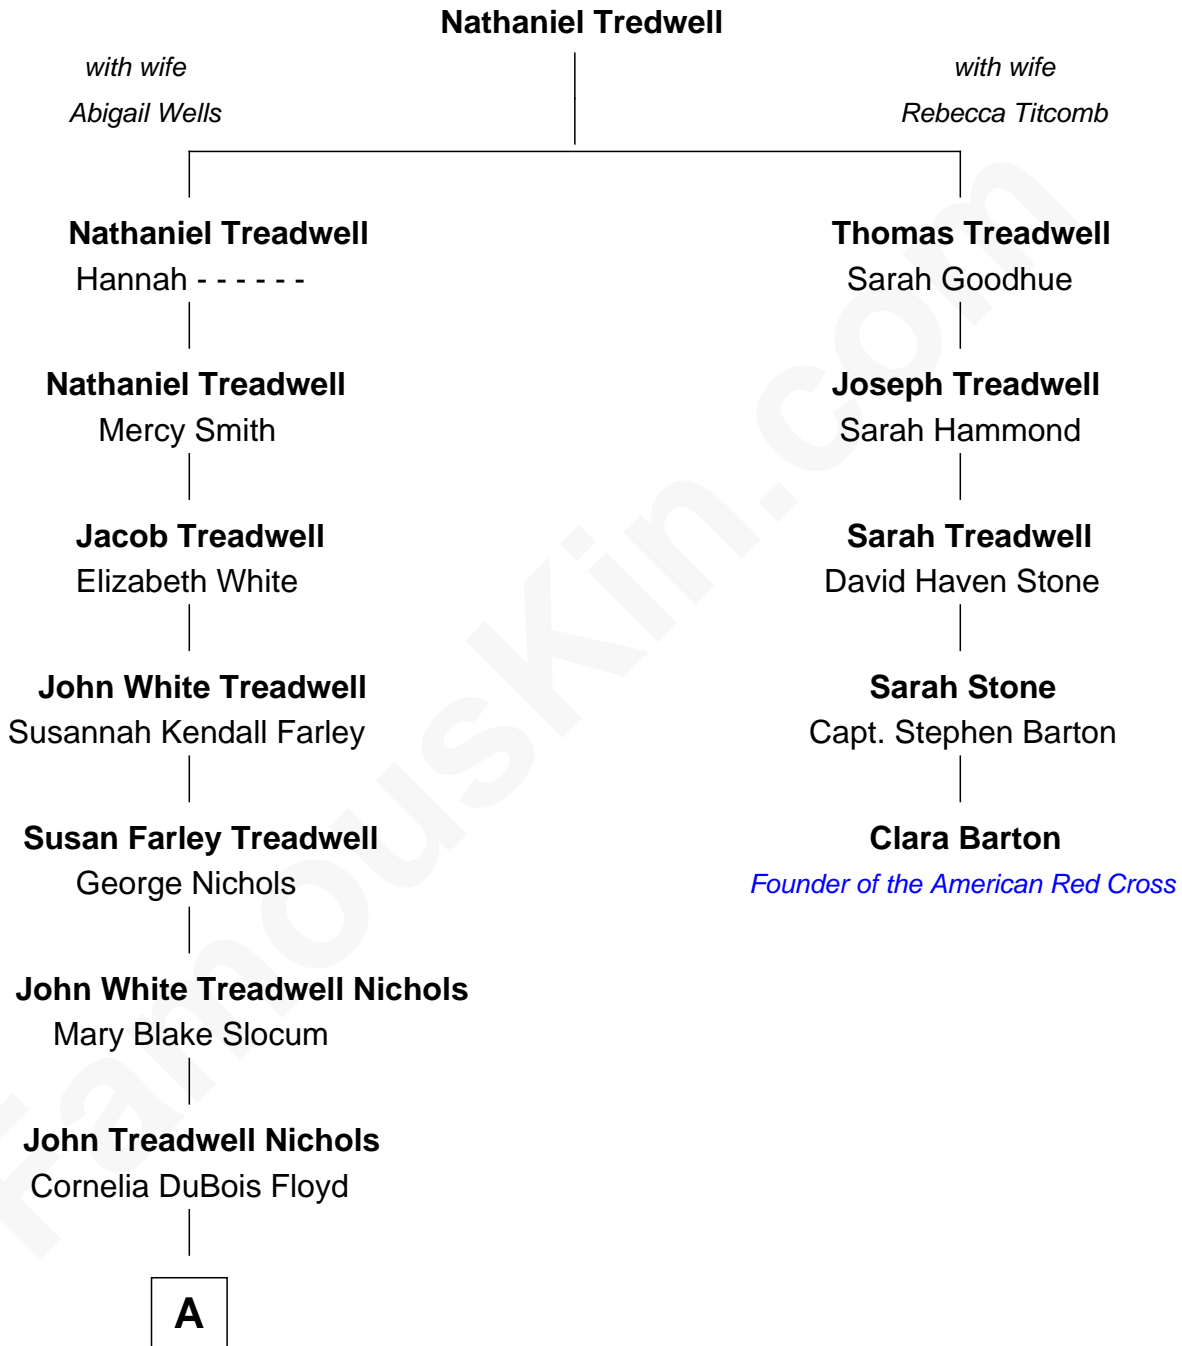 Nathaniel Tredwell
with wife
Abigail Wells
with wife
Rebecca Titcomb
Nathaniel Treadwell
Hannah - - - - - -
Thomas Treadwell
Sarah Goodhue
Nathaniel Treadwell
Mercy Smith
Joseph Treadwell
Sarah Hammond
Jacob Treadwell
Elizabeth White
Sarah Treadwell
David Haven Stone
John White Treadwell
Susannah Kendall Farley
Sarah Stone
Capt. Stephen Barton
Susan Farley Treadwell
George Nichols
Clara Barton
Founder of the American Red Cross
John White Treadwell Nichols
Mary Blake Slocum
John Treadwell Nichols
Cornelia DuBois Floyd
A
FamousKin.com